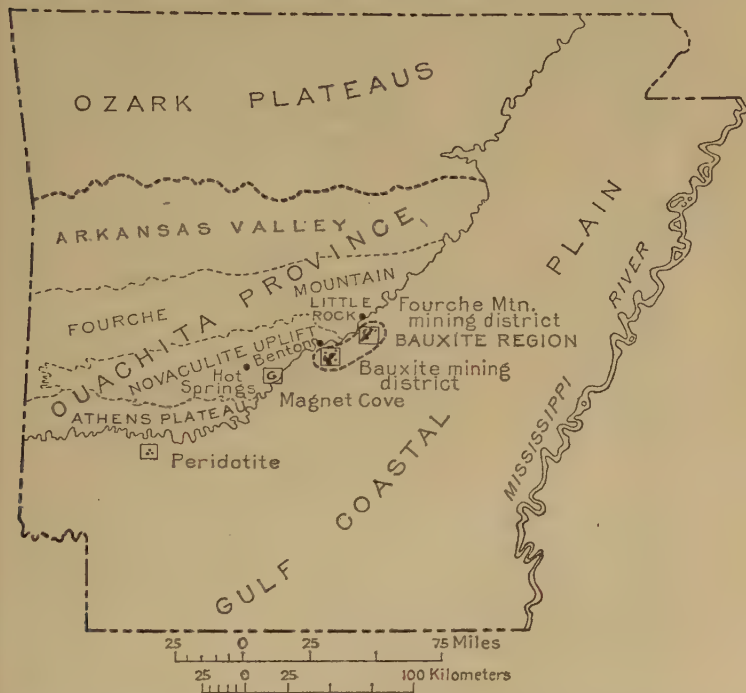 OZARK PLATEAUS
ARKANSAS VALLEY
OUACHITA PROVINCE
FOURCHE MOUNTAIN
LITTLE
ROCK
Fourche Mtn.
mining district
BAUXITE REGION
NOVACULITE UPLIFT
Benton
Hot
Springs
Bauxite mining
district
Magnet Cove
ATHENS PLATEAU
Peridotite
GULF COASTAL PLAIN
MISSISSIPPI RIVER
25 0 25 75 Miles
25 0 25 100 Kilometers